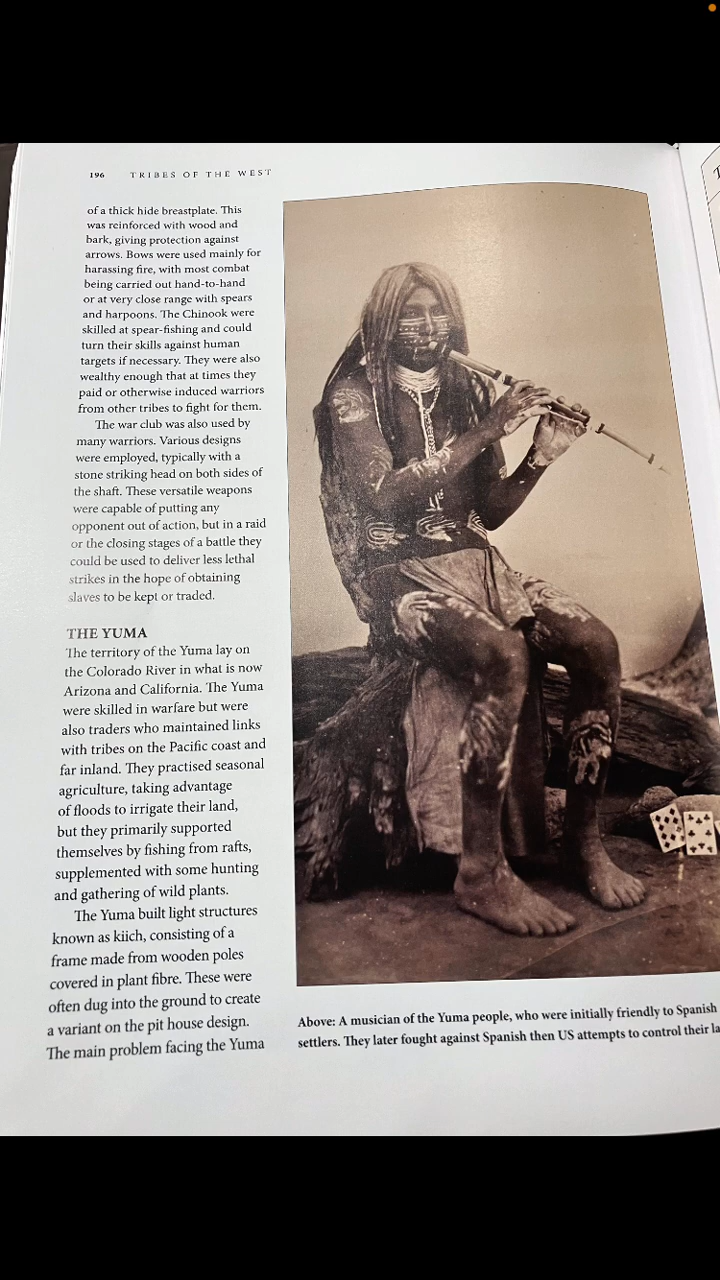 196 TRIBES OF THE WEST
of a thick hide breastplate. This
was reinforced with wood and
bark, giving protection against
arrows. Bows were used mainly for
harassing fire, with most combat
being carried out hand-to-hand
or at very close range with spears
and harpoons. The Chinook were
skilled at spear-fishing and could
turn their skills against human
targets if necessary. They were also
wealthy enough that at times they
paid or otherwise induced warriors
from other tribes to fight for them.
The war club was also used by
many warriors. Various designs
were employed, typically with a
stone striking head on both sides of
the shaft. These versatile weapons
were capable of putting any
opponent out of action, but in a raid
or the closing stages of a battle they
could be used to deliver less lethal
strikes in the hope of obtaining
slaves to be kept or traded.
THE YUMA
The territory of the Yuma lay on
the Colorado River in what is now
Arizona and California. The Yuma
were skilled in warfare but were
also traders who maintained links
with tribes on the Pacific coast and
far inland. They practised seasonal
agriculture, taking advantage
of floods to irrigate their land,
but they primarily supported
themselves by fishing from rafts,
supplemented with some hunting
and gathering of wild plants.
The Yuma built light structures
known as kiich, consisting of a
frame made from wooden poles
covered in plant fibre. These were
often dug into the ground to create
a variant on the pit house design.
The main problem facing the Yuma
Above: A musician of the Yuma people, who were initially friendly to Spanish
settlers. They later fought against Spanish then US attempts to control their